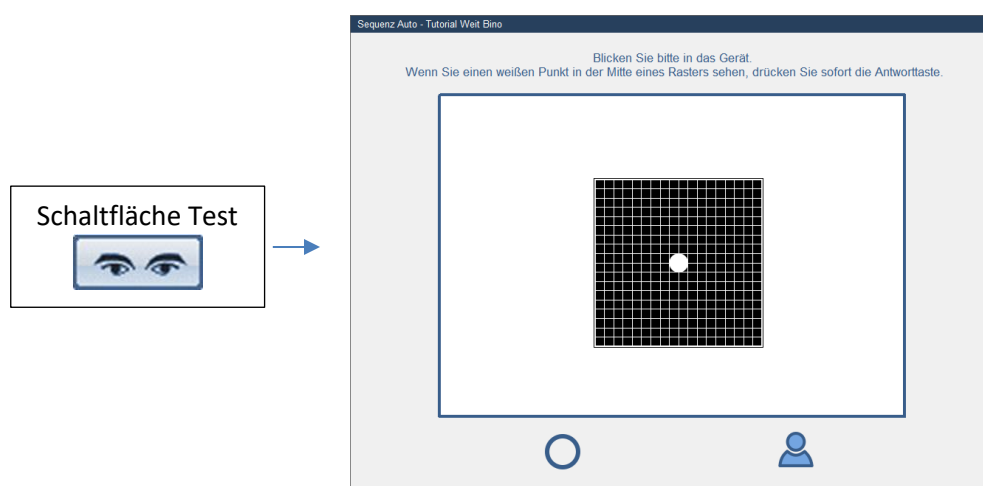 Schaltfläche Test
Sequenz Auto - Tutorial Weit Bino
Blicken Sie bitte in das Gerät.
Wenn Sie einen weißen Punkt in der Mitte eines Rasters sehen, drücken Sie sofort die Antworttaste.